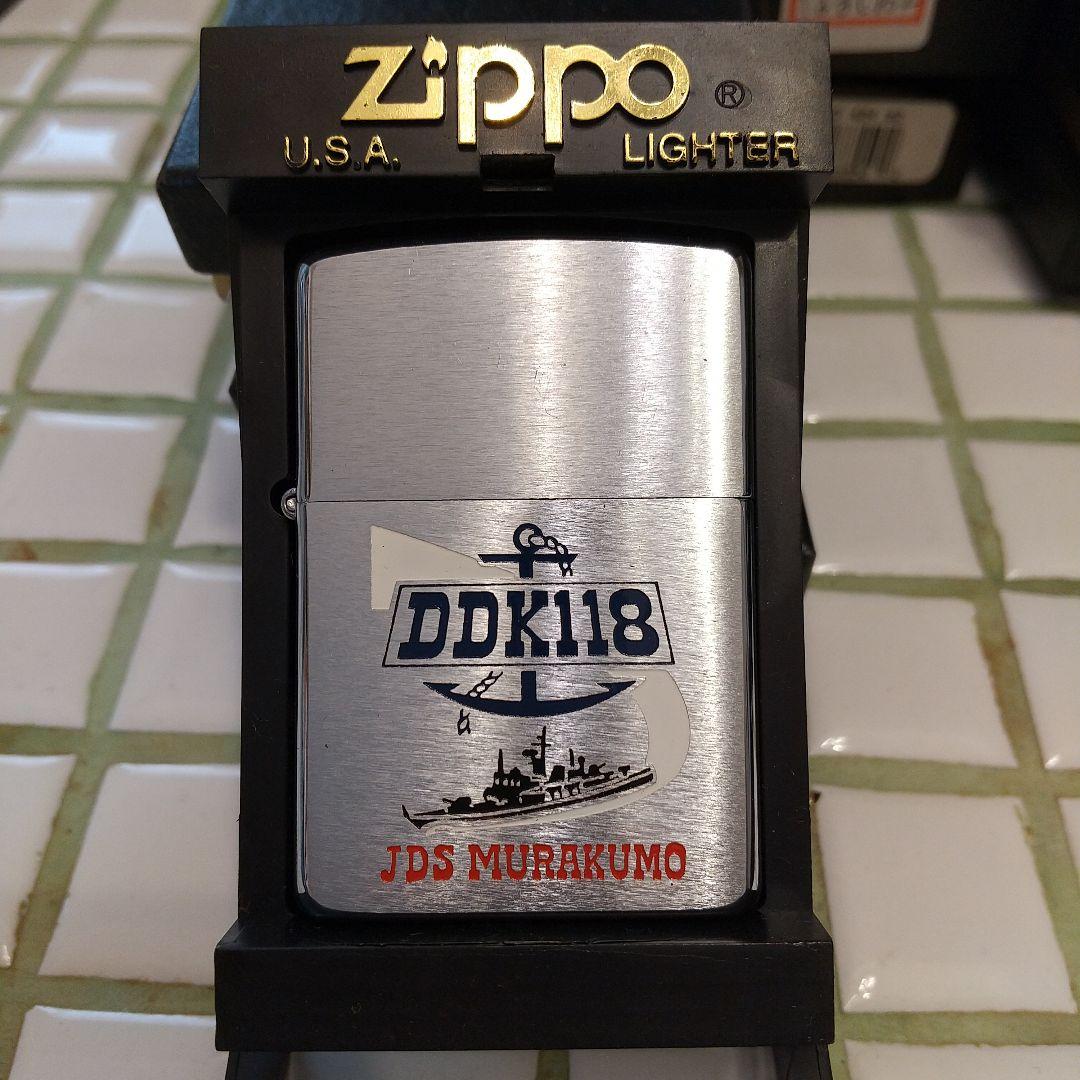 Zippo ®
U.S.A. LIGHTER
DDK118
JDS MURAKUMO